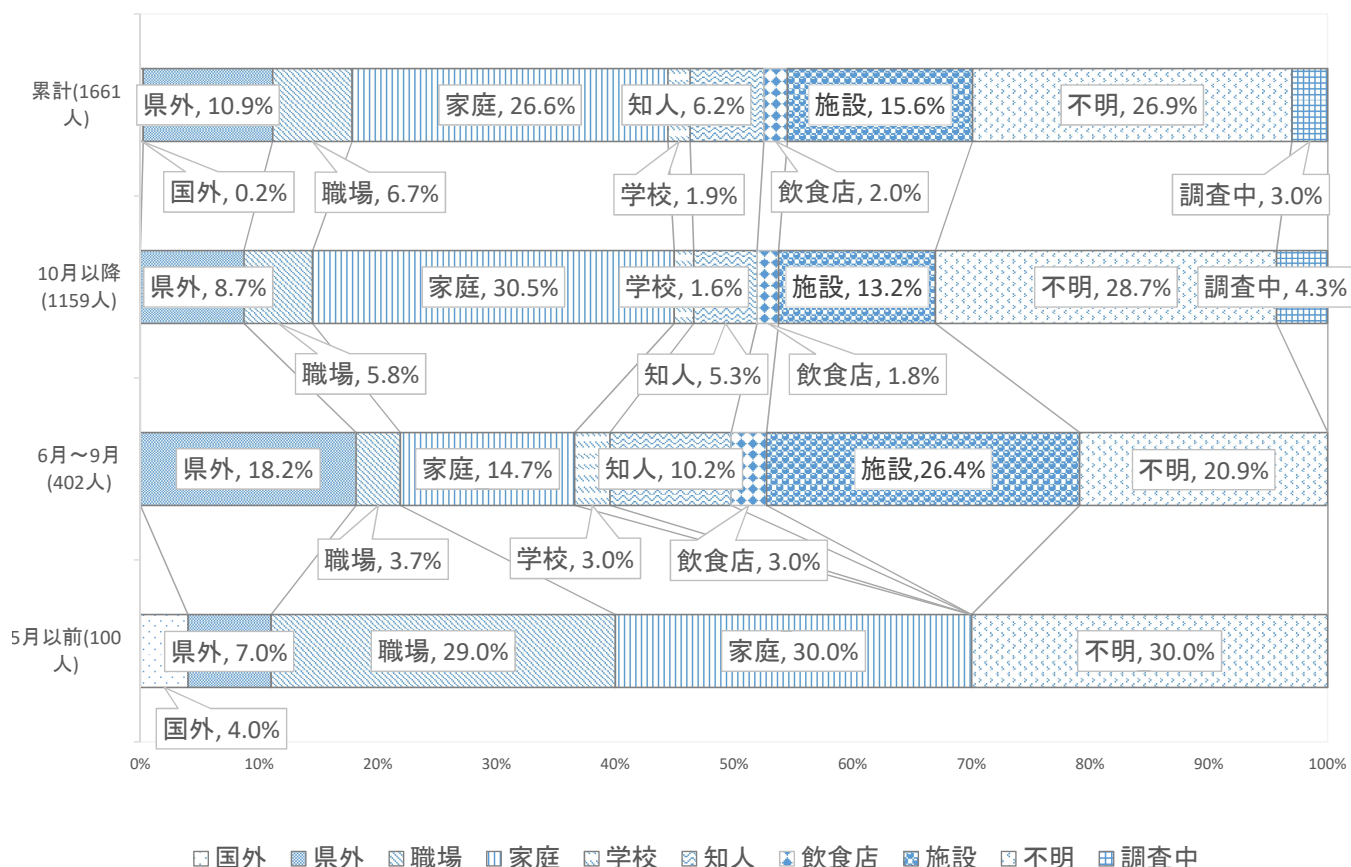 累計(1661
人)
県外, 10.9%
家庭, 26.6%
知人, 6.2%
施設, 15.6%
不明, 26.9%
国外, 0.2%
職場, 6.7%
学校, 1.9%
飲食店, 2.0%
調査中, 3.0%
10月以降
(1159人)
県外, 8.7%
家庭, 30.5%
学校, 1.6%
施設, 13.2%
不明, 28.7%
調査中, 4.3%
職場, 5.8%
知人, 5.3%
飲食店, 1.8%
6月～9月
(402人)
県外, 18.2%
家庭, 14.7%
知人, 10.2%
施設,26.4%
不明, 20.9%
職場, 3.7%
学校, 3.0%
飲食店, 3.0%
5月以前(100
人)
県外, 7.0%
職場, 29.0%
家庭, 30.0%
不明, 30.0%
国外, 4.0%
0% 10% 20% 30% 40% 50% 60% 70% 80% 90% 100%
国外 県外 職場 家庭 学校 知人 飲食店 施設 不明 調査中